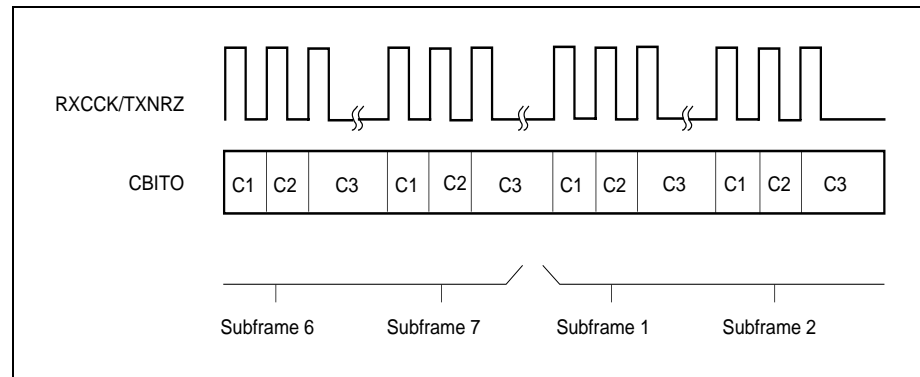 RXCCK/TXNRZ
CBITO C1 C2 C3 C1 C2 C3 C1 C2 C3 C1 C2 C3
Subframe 6 Subframe 7 Subframe 1 Subframe 2